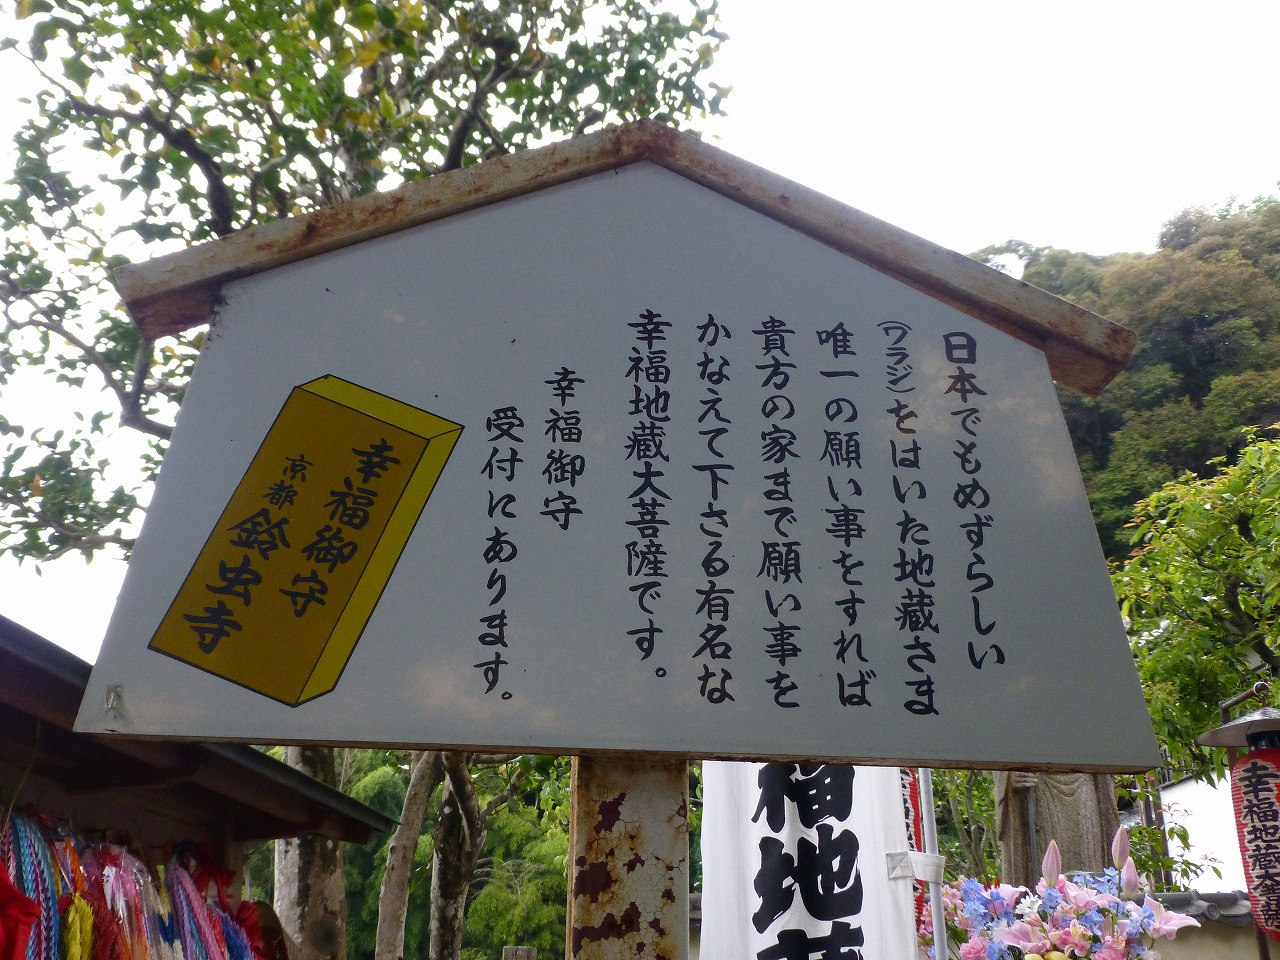 日本でもめずらしい
(ワラジ)をはいた地蔵さま
唯一の願い事をすれば
貴方の家まで願い事を
かなえて下さる有名な
幸福地蔵大菩薩です。
幸福御守
受付にあります。
幸福御守
京都 鈴虫寺
福地蔵
幸福地蔵大菩薩